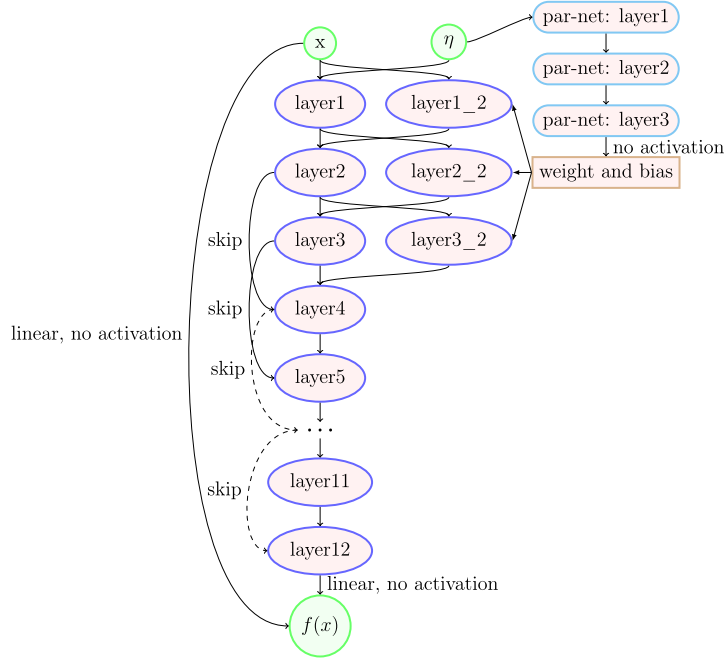 par-net: layer1
x
η
par-net: layer2
layer1
layer1_2
par-net: layer3
no activation
layer2
layer2_2
weight and bias
skip
layer3
layer3_2
skip
layer4
linear, no activation
skip
layer5
...
skip
layer11
layer12
linear, no activation
f(x)